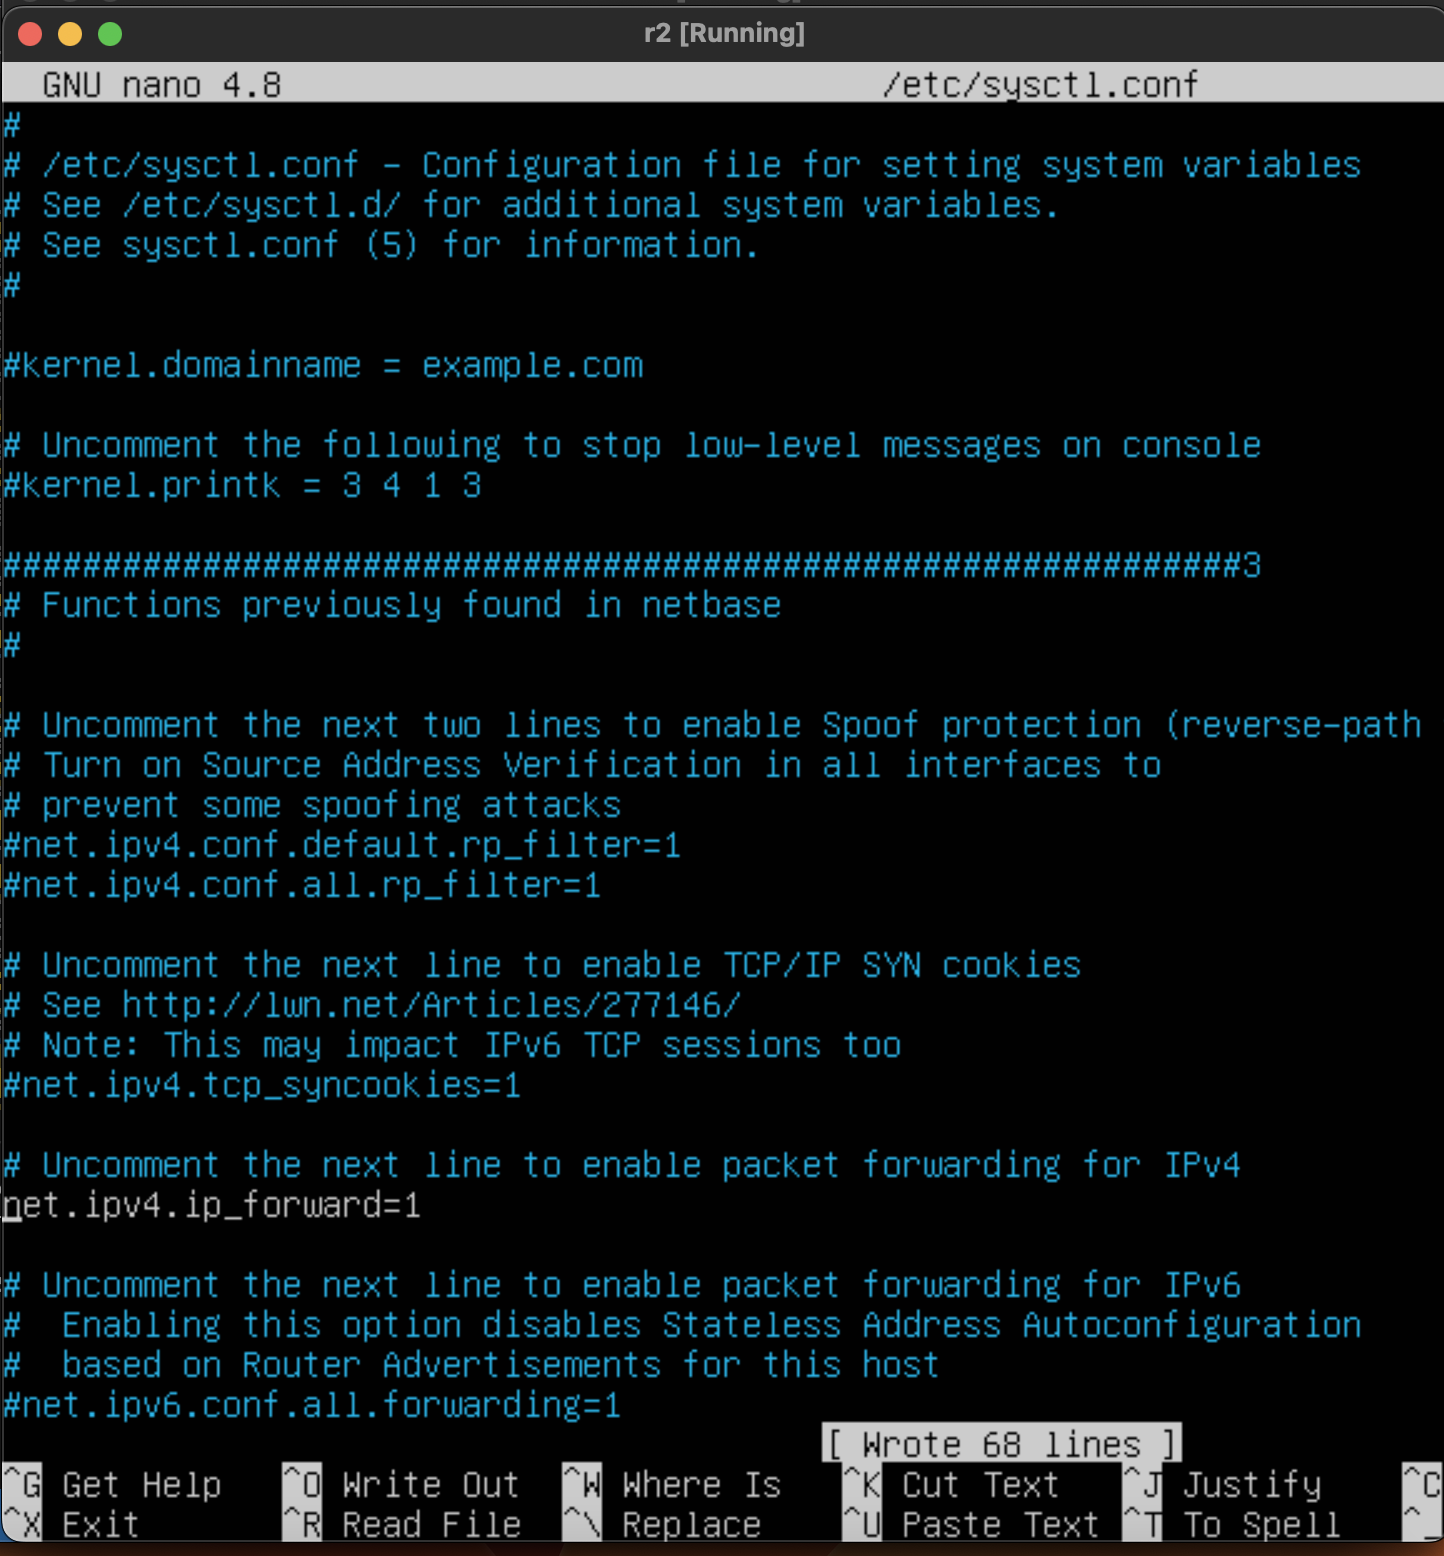 r2 [Running]
GNU nano 4.8 /etc/sysctl.conf
#
# /etc/sysctl.conf - Configuration file for setting system variables
# See /etc/sysctl.d/ for additional system variables.
# See sysctl.conf (5) for information.
#
#kernel.domainname = example.com
# Uncomment the following to stop low-level messages on console
#kernel.printk = 3 4 1 3
##############################################################3
# Functions previously found in netbase
#
# Uncomment the next two lines to enable Spoof protection (reverse-path
# Turn on Source Address Verification in all interfaces to
# prevent some spoofing attacks
#net.ipv4.conf.default.rp_filter=1
#net.ipv4.conf.all.rp_filter=1
# Uncomment the next line to enable TCP/IP SYN cookies
# See http://lwn.net/Articles/277146/
# Note: This may impact IPv6 TCP sessions too
#net.ipv4.tcp_syncookies=1
# Uncomment the next line to enable packet forwarding for IPv4
net.ipv4.ip_forward=1
# Uncomment the next line to enable packet forwarding for IPv6
#  Enabling this option disables Stateless Address Autoconfiguration
#  based on Router Advertisements for this host
#net.ipv6.conf.all.forwarding=1
[ Wrote 68 lines ]
^G Get Help ^O Write Out ^W Where Is ^K Cut Text ^J Justify ^C
^X Exit ^R Read File ^\ Replace ^U Paste Text ^T To Spell ^_